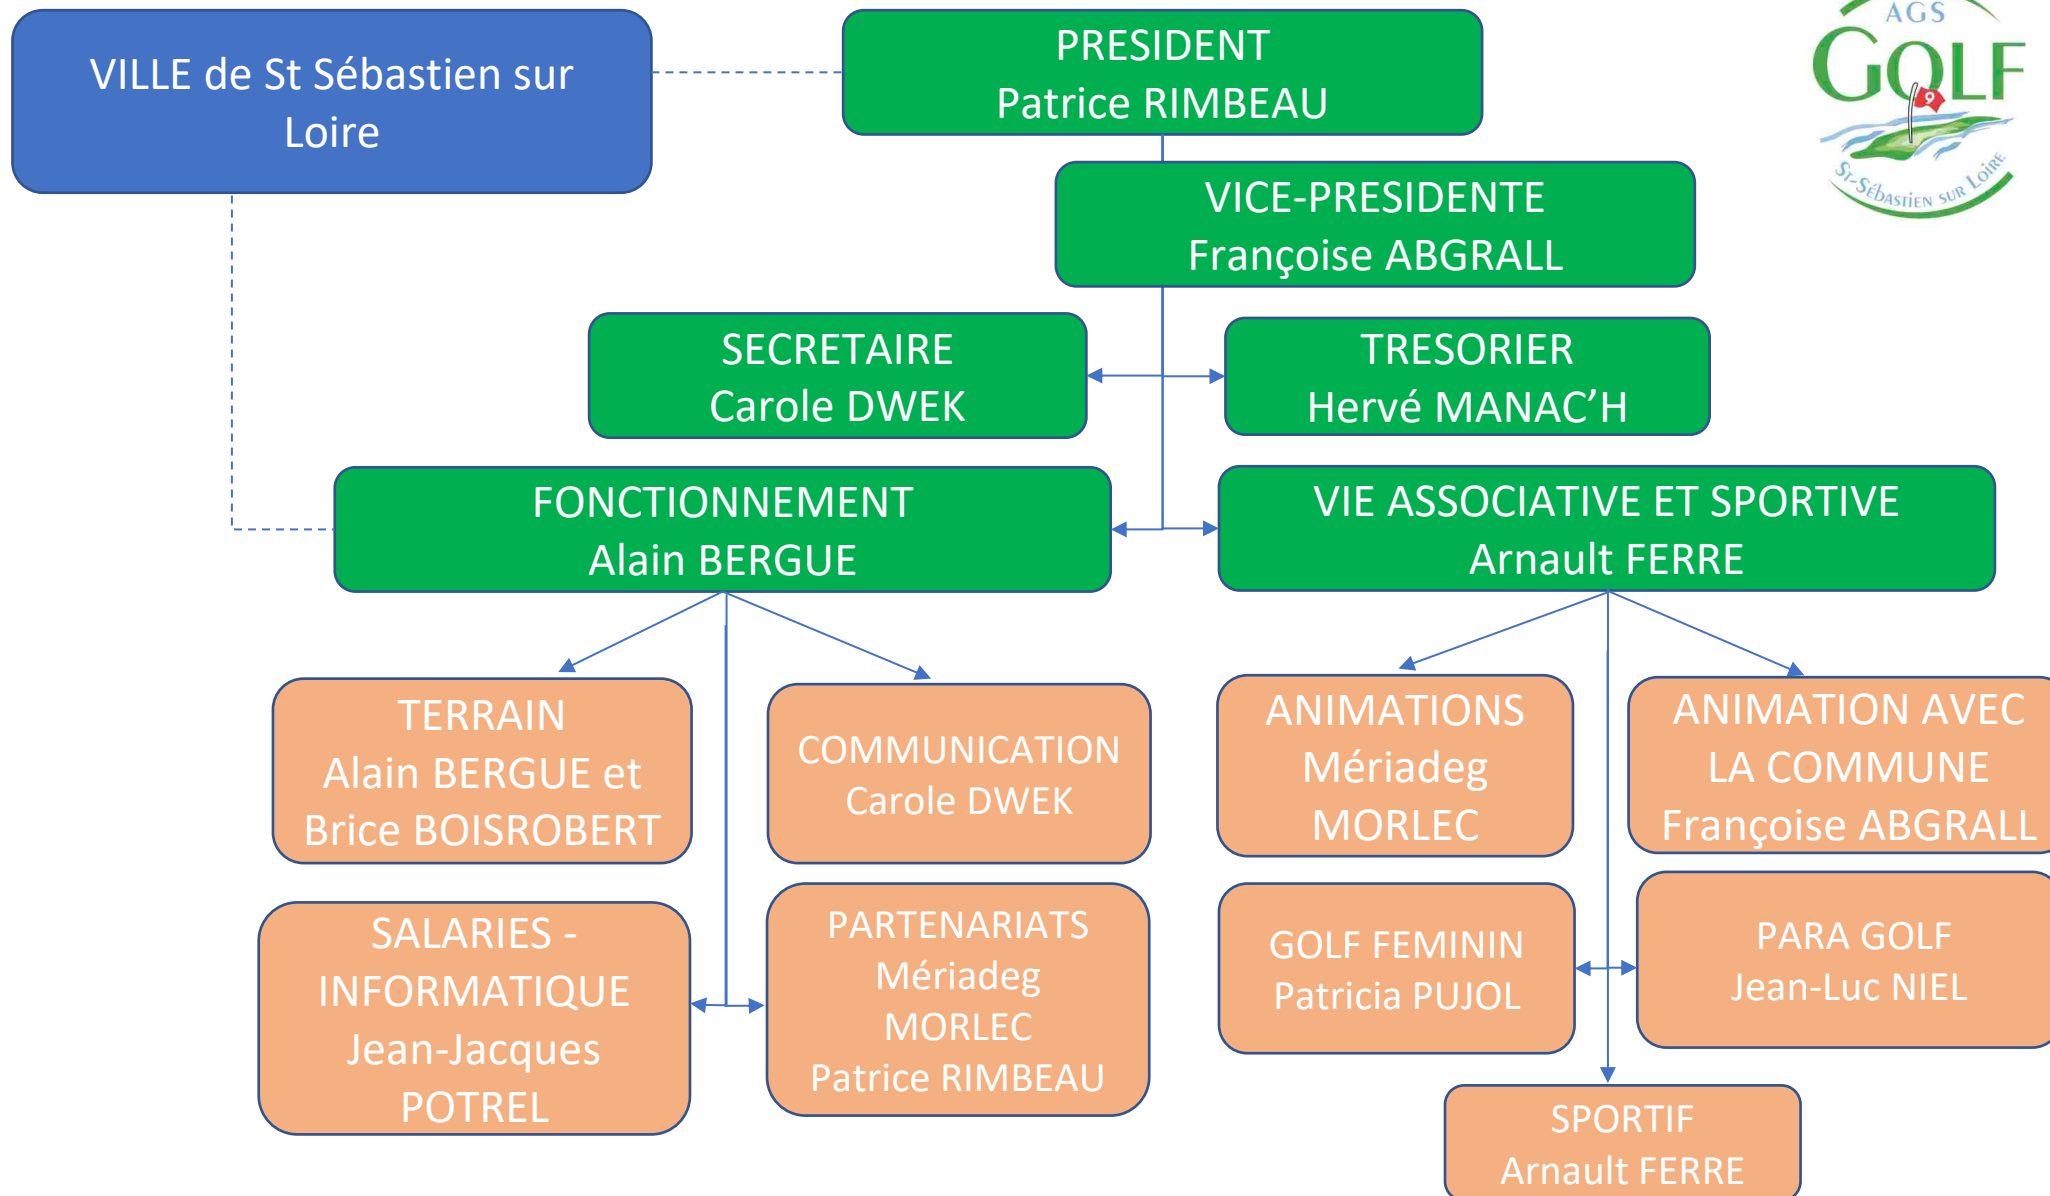 VILLE de St Sébastien sur
Loire
PRESIDENT
Patrice RIMBEAU
AGS
GOLF
9
St-Sébastien sur Loire
VICE-PRESIDENTE
Françoise ABGRALL
SECRETAIRE
Carole DWEK
TRESORIER
Hervé MANAC’H
FONCTIONNEMENT
Alain BERGUE
VIE ASSOCIATIVE ET SPORTIVE
Arnault FERRE
TERRAIN
Alain BERGUE et
Brice BOISROBERT
COMMUNICATION
Carole DWEK
ANIMATIONS
Mériadeg
MORLEC
ANIMATION AVEC
LA COMMUNE
Françoise ABGRALL
SALARIES -
INFORMATIQUE
Jean-Jacques
POTREL
PARTENARIATS
Mériadeg
MORLEC
Patrice RIMBEAU
GOLF FEMININ
Patricia PUJOL
PARA GOLF
Jean-Luc NIEL
SPORTIF
Arnault FERRE